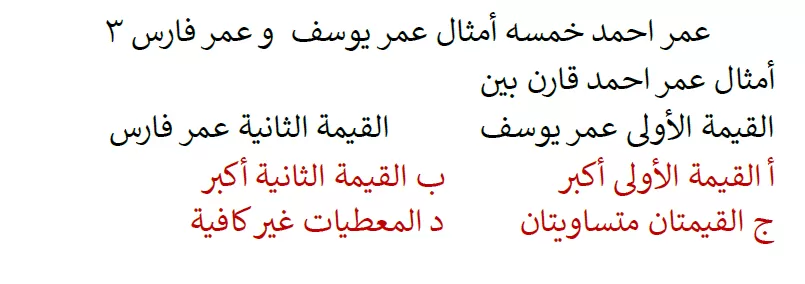 عمر احمد خمسه أمثال عمر يوسف و عمر فارس ٣
أمثال عمر احمد قارن بين
القيمة الأولى عمر يوسف القيمة الثانية عمر فارس
أ القيمة الأولى أكبر ب القيمة الثانية أكبر
ج القيمتان متساويتان د المعطيات غير كافية